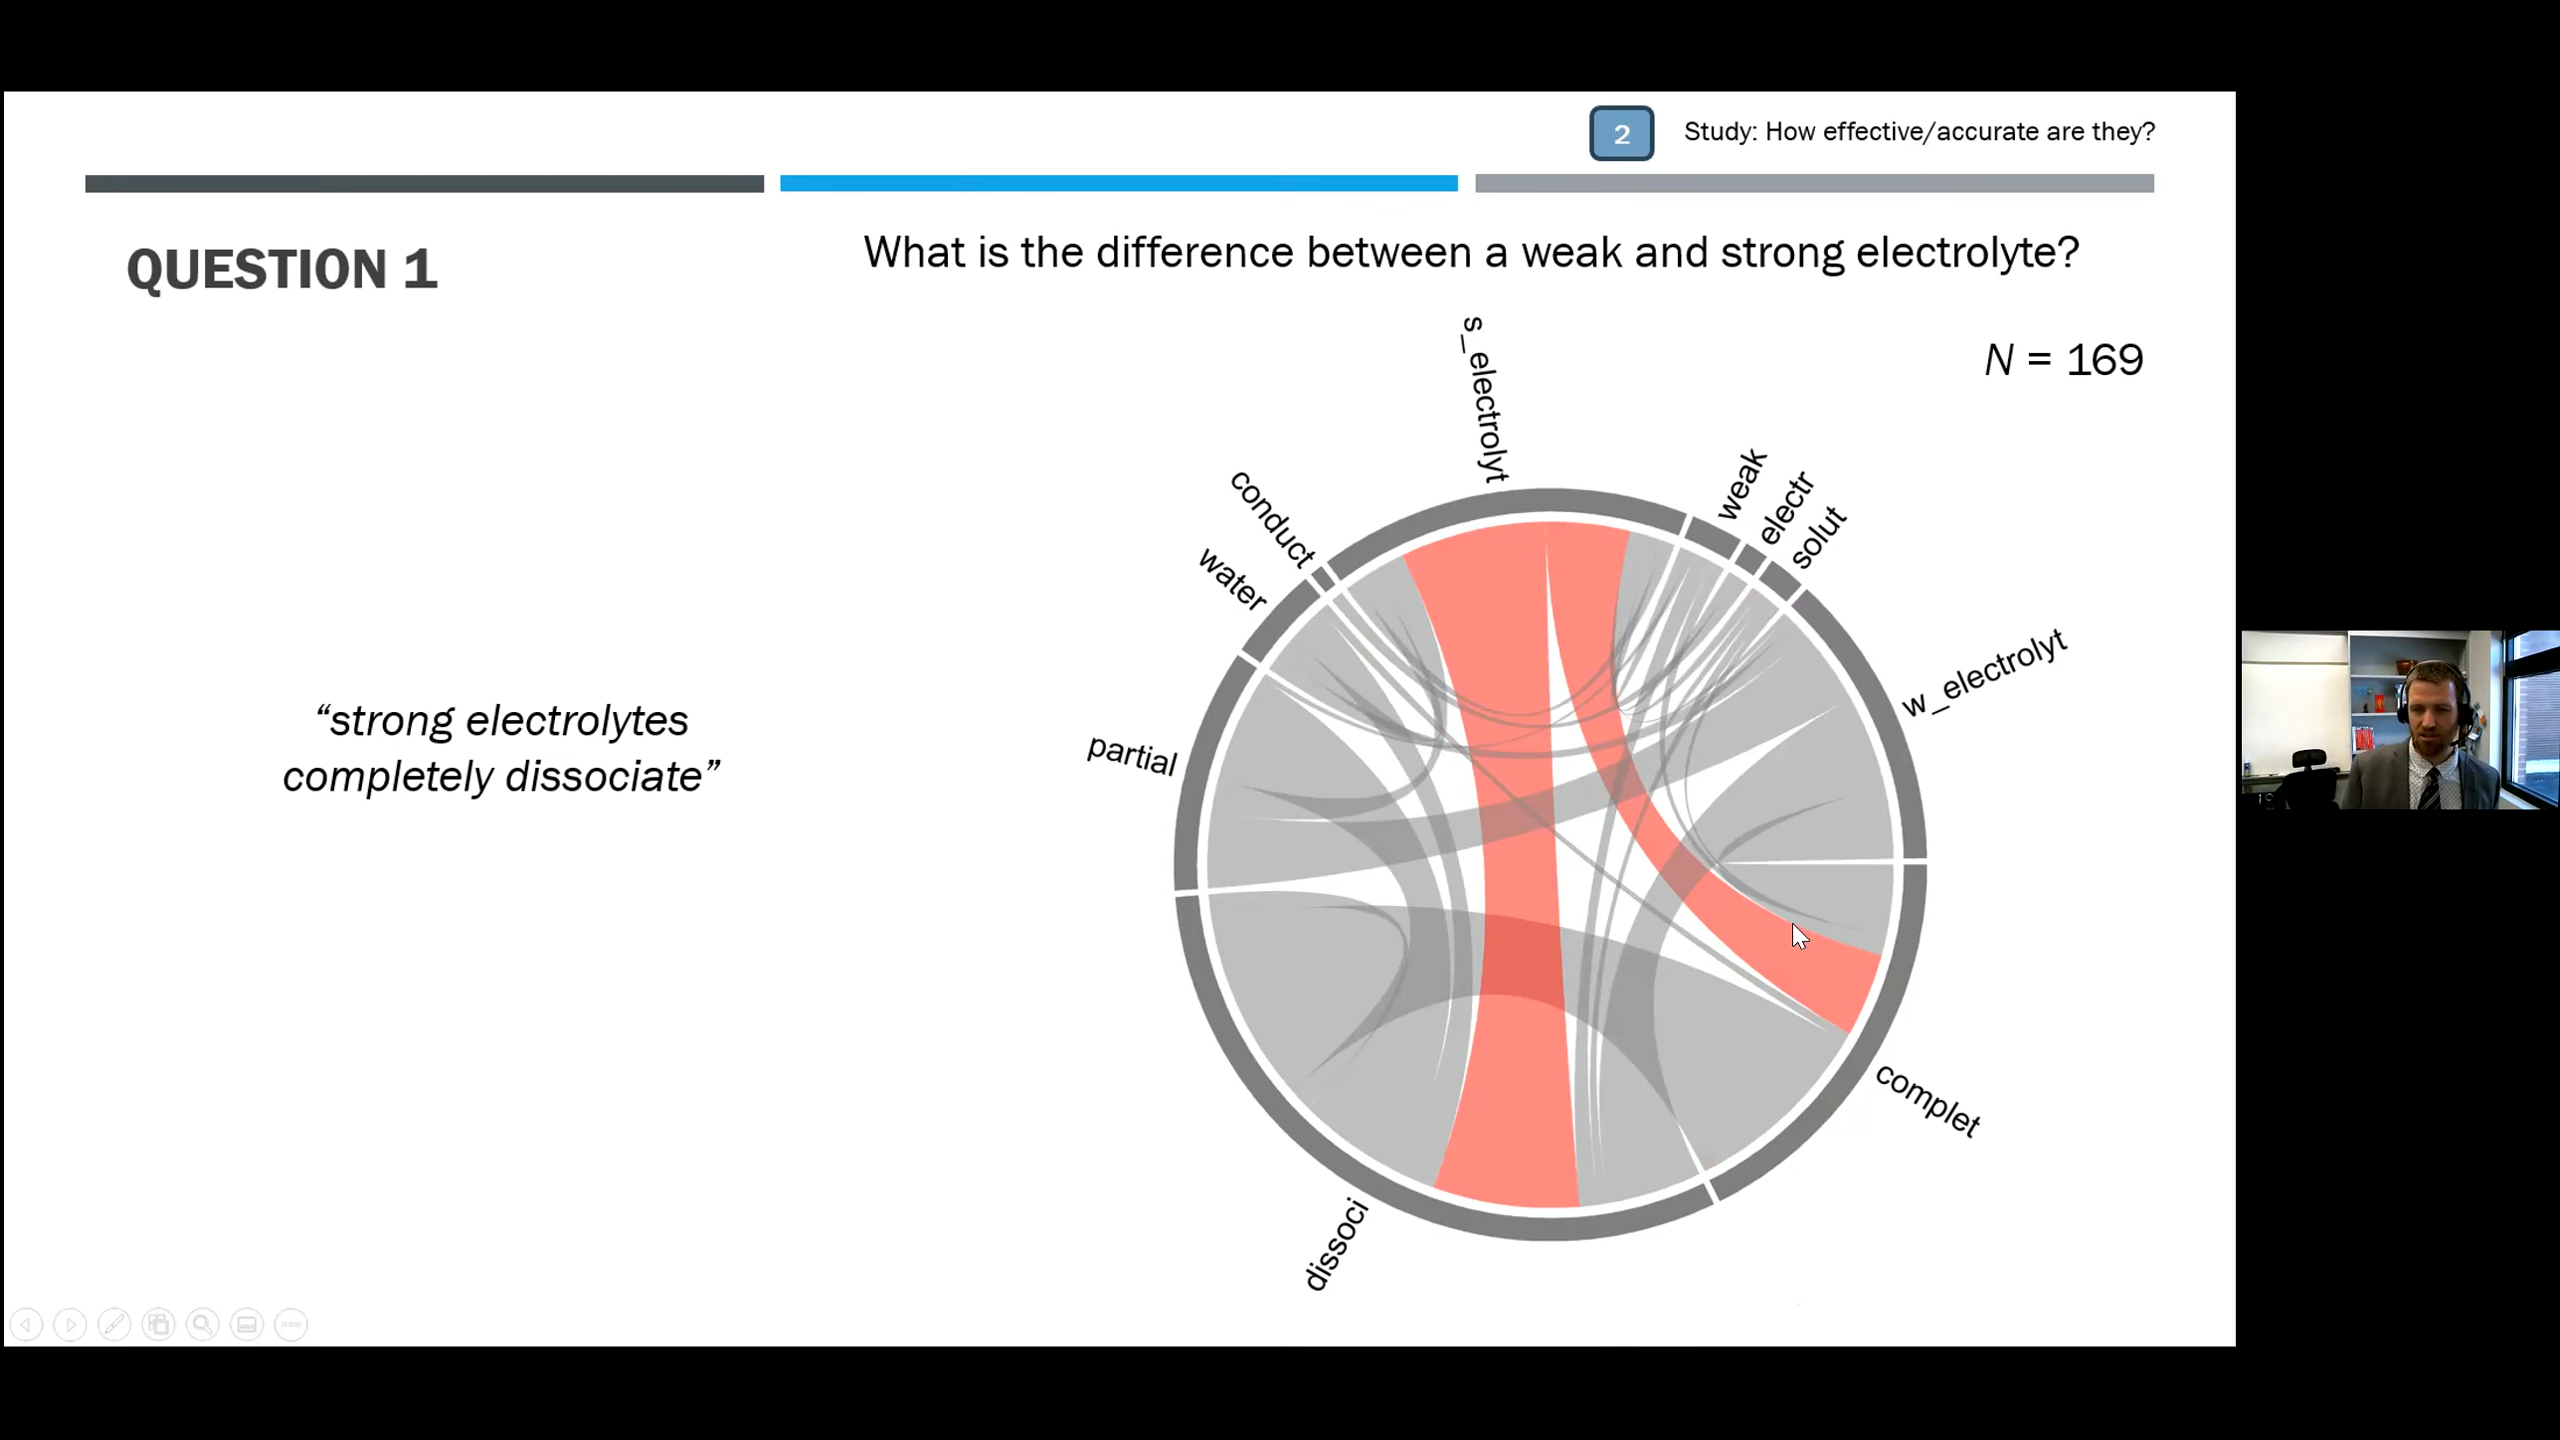 2
Study: How effective/accurate are they?
QUESTION 1
What is the difference between a weak and strong electrolyte?
N = 169
s_electrolyt
weak
electr
solut
conduct
water
w_electrolyt
partial
“strong electrolytes
completely dissociate”
complet
dissoci